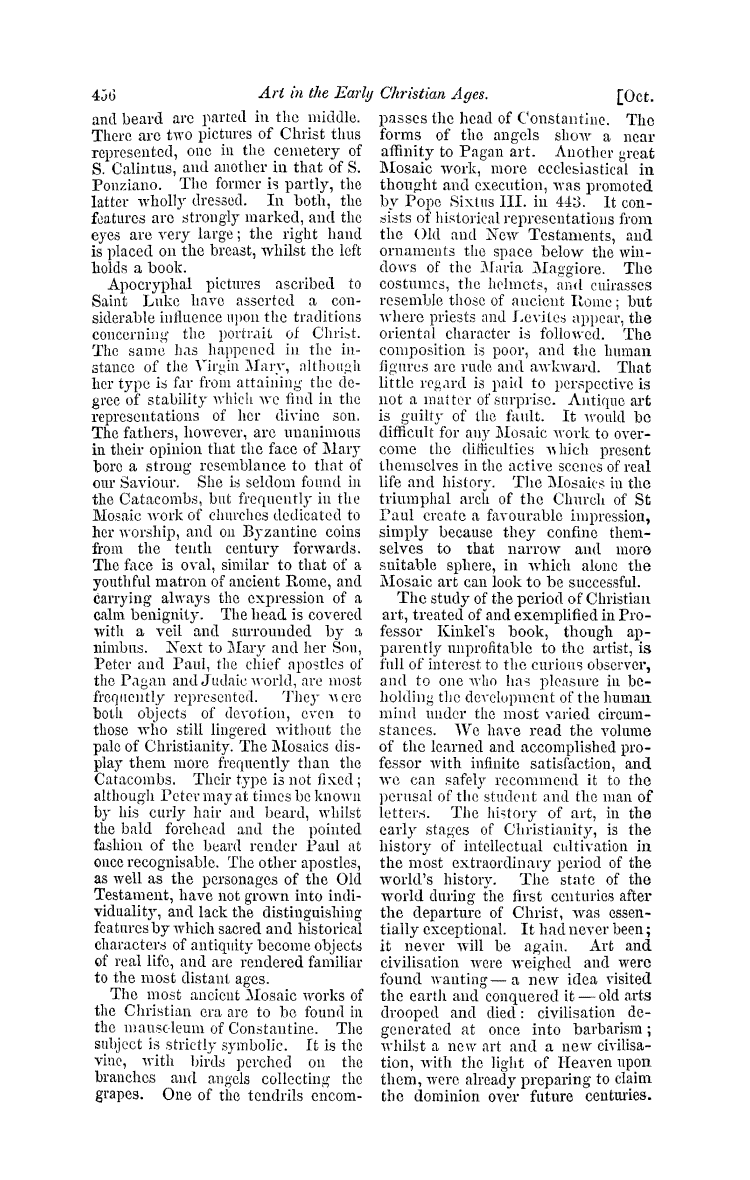 456 Art in the Early Christian Ages. [Oct.
and beard are parted in the middle.
There are two pictures of Christ thus
represented, one in the cemetery of
S. Calintus, and another in that of S.
Ponziano. The former is partly, the
latter wholly dressed. In both, the
features are strongly marked, and the
eyes are very large; the right hand
is placed on the breast, whilst the left
holds a book.
Apocryphal pictures ascribed to
Saint Luke have asserted a con-
siderable influence upon the traditions
concerning the portrait of Christ.
The same has happened in the in-
stance of the Virgin Mary, although
her type is far from attaining the de-
gree of stability which we find in the
representations of her divine son.
The fathers, however, are unanimous
in their opinion that the face of Mary
bore a strong resemblance to that of
our Saviour. She is seldom found in
the Catacombs, but frequently in the
Mosaic work of churches dedicated to
her worship, and on Byzantine coins
from the tenth century forwards.
The face is oval, similar to that of a
youthful matron of ancient Rome, and
carrying always the expression of a
calm benignity. The head is covered
with a veil and surrounded by a
nimbus. Next to Mary and her Son,
Peter and Paul, the chief apostles of
the Pagan and Judaic world, are most
frequently represented. They were
both objects of devotion, even to
those who still lingered without the
pale of Christianity. The Mosaics dis-
play them more frequently than the
Catacombs. Their type is not fixed;
although Peter may at times be known
by his curly hair and beard, whilst
the bald forehead and the pointed
fashion of the beard render Paul at
once recognisable. The other apostles,
as well as the personages of the Old
Testament, have not grown into indi-
viduality, and lack the distinguishing
features by which sacred and historical
characters of antiquity become objects
of real life, and are rendered familiar
to the most distant ages.
The most ancient Mosaic works of
the Christian era are to be found in
the mausoleum of Constantine. The
subject is strictly symbolic. It is the
vine, with birds perched on the
branches and angels collecting the
grapes. One of the tendrils encom-
passes the head of Constantine. The
forms of the angels show a near
affinity to Pagan art. Another great
Mosaic work, more ecclesiastical in
thought and execution, was promoted
by Pope Sixtus III. in 443. It con-
sists of historical representations from
the Old and New Testaments, and
ornaments the space below the win-
dows of the Maria Maggiore. The
costumes, the helmets, and cuirasses
resemble those of ancient Rome; but
where priests and Levites appear, the
oriental character is followed. The
composition is poor, and the human
figures are rude and awkward. That
little regard is paid to perspective is
not a matter of surprise. Antique art
is guilty of the fault. It would be
difficult for any Mosaic work to over-
come the difficulties which present
themselves in the active scenes of real
life and history. The Mosaics in the
triumphal arch of the Church of St
Paul create a favourable impression,
simply because they confine them-
selves to that narrow and more
suitable sphere, in which alone the
Mosaic art can look to be successful.
The study of the period of Christian
art, treated of and exemplified in Pro-
fessor Kinkel's book, though ap-
parently unprofitable to the artist, is
full of interest to the curious observer,
and to one who has pleasure in be-
holding the development of the human
mind under the most varied circum-
stances. We have read the volume
of the learned and accomplished pro-
fessor with infinite satisfaction, and
we can safely recommend it to the
perusal of the student and the man of
letters. The history of art, in the
early stages of Christianity, is the
history of intellectual cultivation in
the most extraordinary period of the
world's history. The state of the
world during the first centuries after
the departure of Christ, was essen-
tially exceptional. It had never been;
it never will be again. Art and
civilisation were weighed and were
found wanting — a new idea visited
the earth and conquered it — old arts
drooped and died: civilisation de-
generated at once into barbarism;
whilst a new art and a new civilisa-
tion, with the light of Heaven upon
them, were already preparing to claim
the dominion over future centuries.